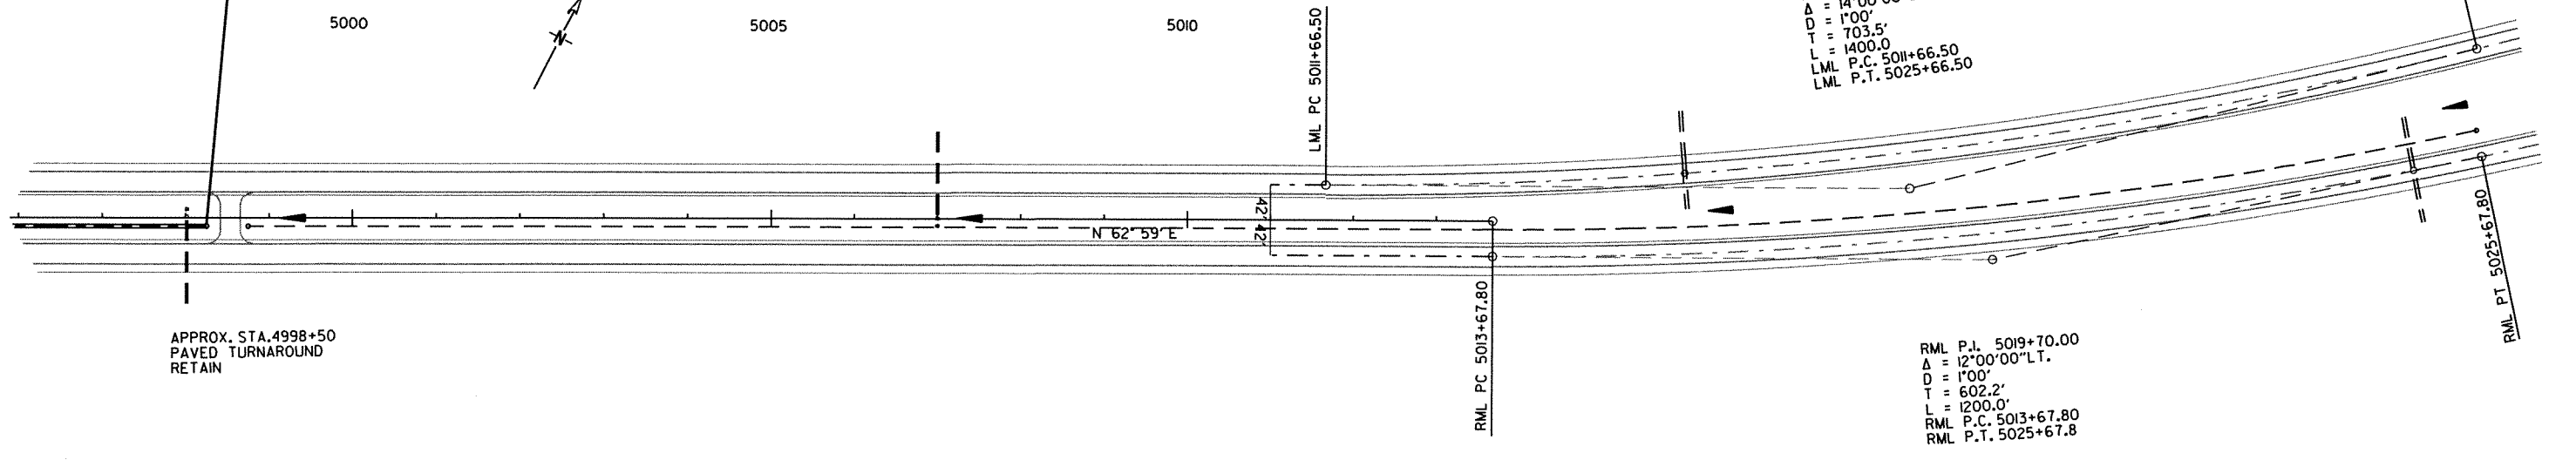 5000
5005
5010
N
LML PC 5011+66.50
D = 1°00'
T = 703.5'
L = 1400.0
LML P.C. 5011+66.50
LML P.T. 5025+66.50
42' 42'
N 62° 59' E
APPROX. STA. 4998+50
PAVED TURNAROUND
RETAIN
RML PC 5013+67.80
RML P.I. 5019+70.00
Δ = 12°00'00" LT.
D = 1°00'
T = 602.2'
L = 1200.0'
RML P.C. 5013+67.80
RML P.T. 5025+67.8
RML PT 5025+67.80